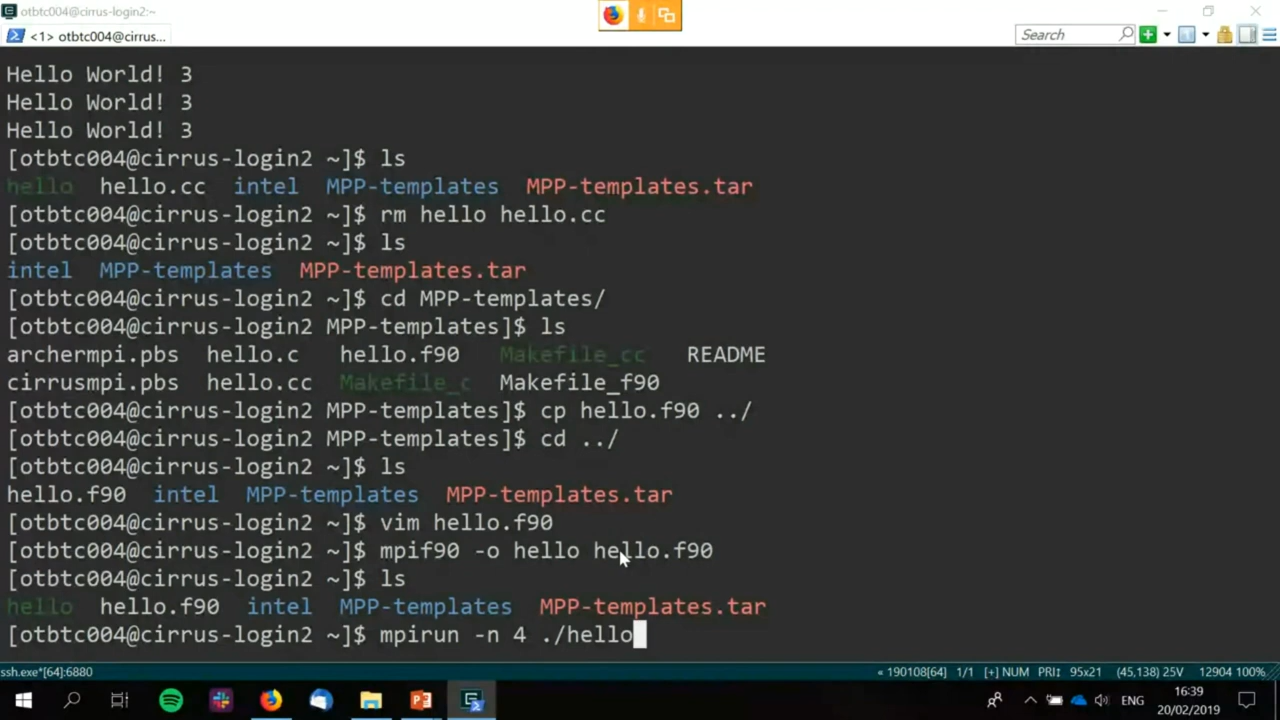 otbtc004@cirrus-login2:~
<1> otbtc004@cirrus...
Search
Hello World! 3
Hello World! 3
Hello World! 3
[otbtc004@cirrus-login2 ~]$ ls
hello hello.cc intel MPP-templates MPP-templates.tar
[otbtc004@cirrus-login2 ~]$ rm hello hello.cc
[otbtc004@cirrus-login2 ~]$ ls
intel MPP-templates MPP-templates.tar
[otbtc004@cirrus-login2 ~]$ cd MPP-templates/
[otbtc004@cirrus-login2 MPP-templates]$ ls
archermpi.pbs hello.c hello.f90 Makefile_cc README
cirrusmpi.pbs hello.cc Makefile_c Makefile_f90
[otbtc004@cirrus-login2 MPP-templates]$ cp hello.f90 ../
[otbtc004@cirrus-login2 MPP-templates]$ cd ../
[otbtc004@cirrus-login2 ~]$ ls
hello.f90 intel MPP-templates MPP-templates.tar
[otbtc004@cirrus-login2 ~]$ vim hello.f90
[otbtc004@cirrus-login2 ~]$ mpif90 -o hello hello.f90
[otbtc004@cirrus-login2 ~]$ ls
hello hello.f90 intel MPP-templates MPP-templates.tar
[otbtc004@cirrus-login2 ~]$ mpirun -n 4 ./hello
ssh.exe*[64]:6880 « 190108[64] 1/1 [+] NUM PRI↕ 95x21 (45,138) 25V 12904 100%
ENG
16:39
20/02/2019